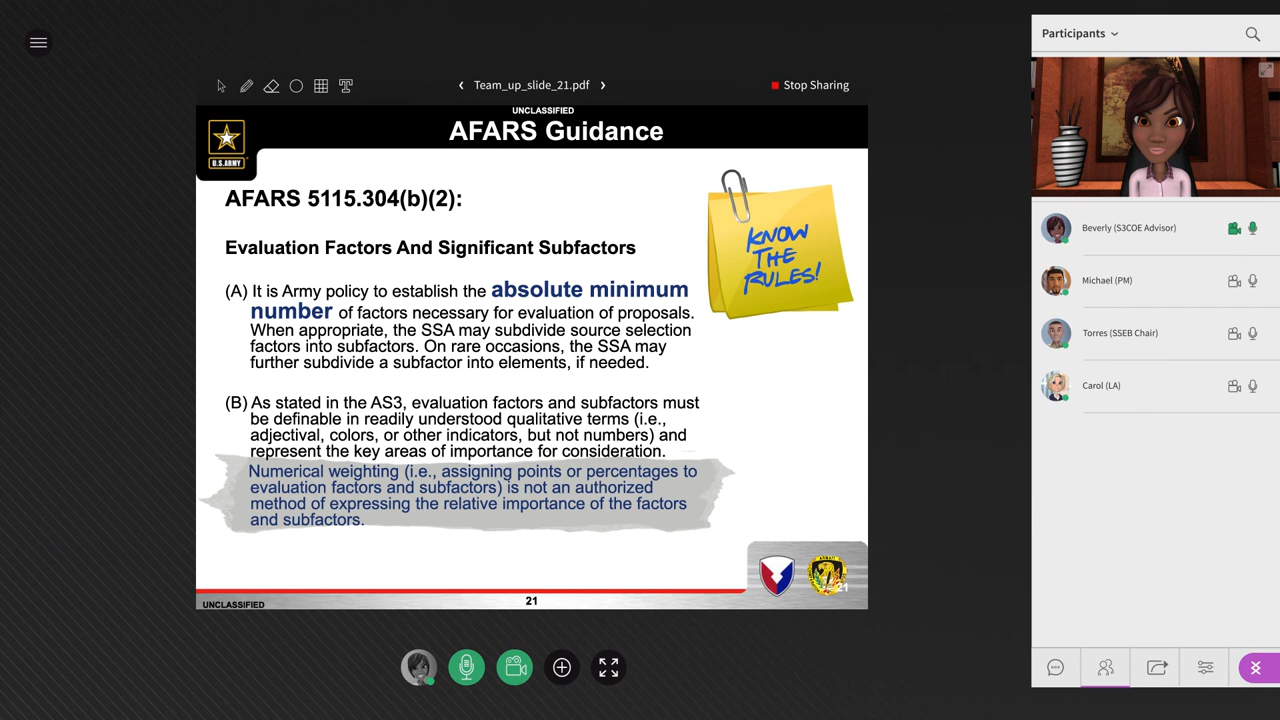 Participants
Team_up_slide_21.pdf
Stop Sharing
UNCLASSIFIED
AFARS Guidance
U.S.ARMY
AFARS 5115.304(b)(2):
KNOW
THE
RULES!
Evaluation Factors And Significant Subfactors
(A) It is Army policy to establish the absolute minimum
number of factors necessary for evaluation of proposals.
When appropriate, the SSA may subdivide source selection
factors into subfactors. On rare occasions, the SSA may
further subdivide a subfactor into elements, if needed.
(B) As stated in the AS3, evaluation factors and subfactors must
be definable in readily understood qualitative terms (i.e.,
adjectival, colors, or other indicators, but not numbers) and
represent the key areas of importance for consideration.
Numerical weighting (i.e., assigning points or percentages to
evaluation factors and subfactors) is not an authorized
method of expressing the relative importance of the factors
and subfactors.
21
UNCLASSIFIED
21
Beverly (S3COE Advisor)
Michael (PM)
Torres (SSEB Chair)
Carol (LA)